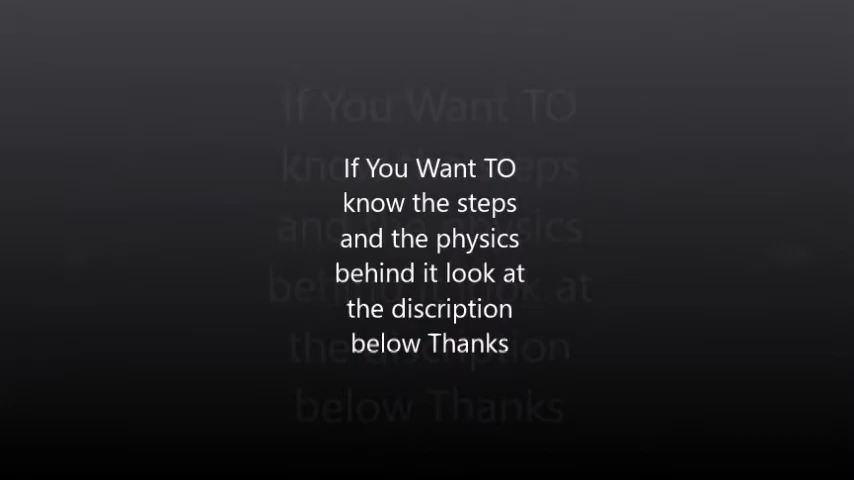 If You Want TO
know the steps
and the physics
behind it look at
the discription
below Thanks